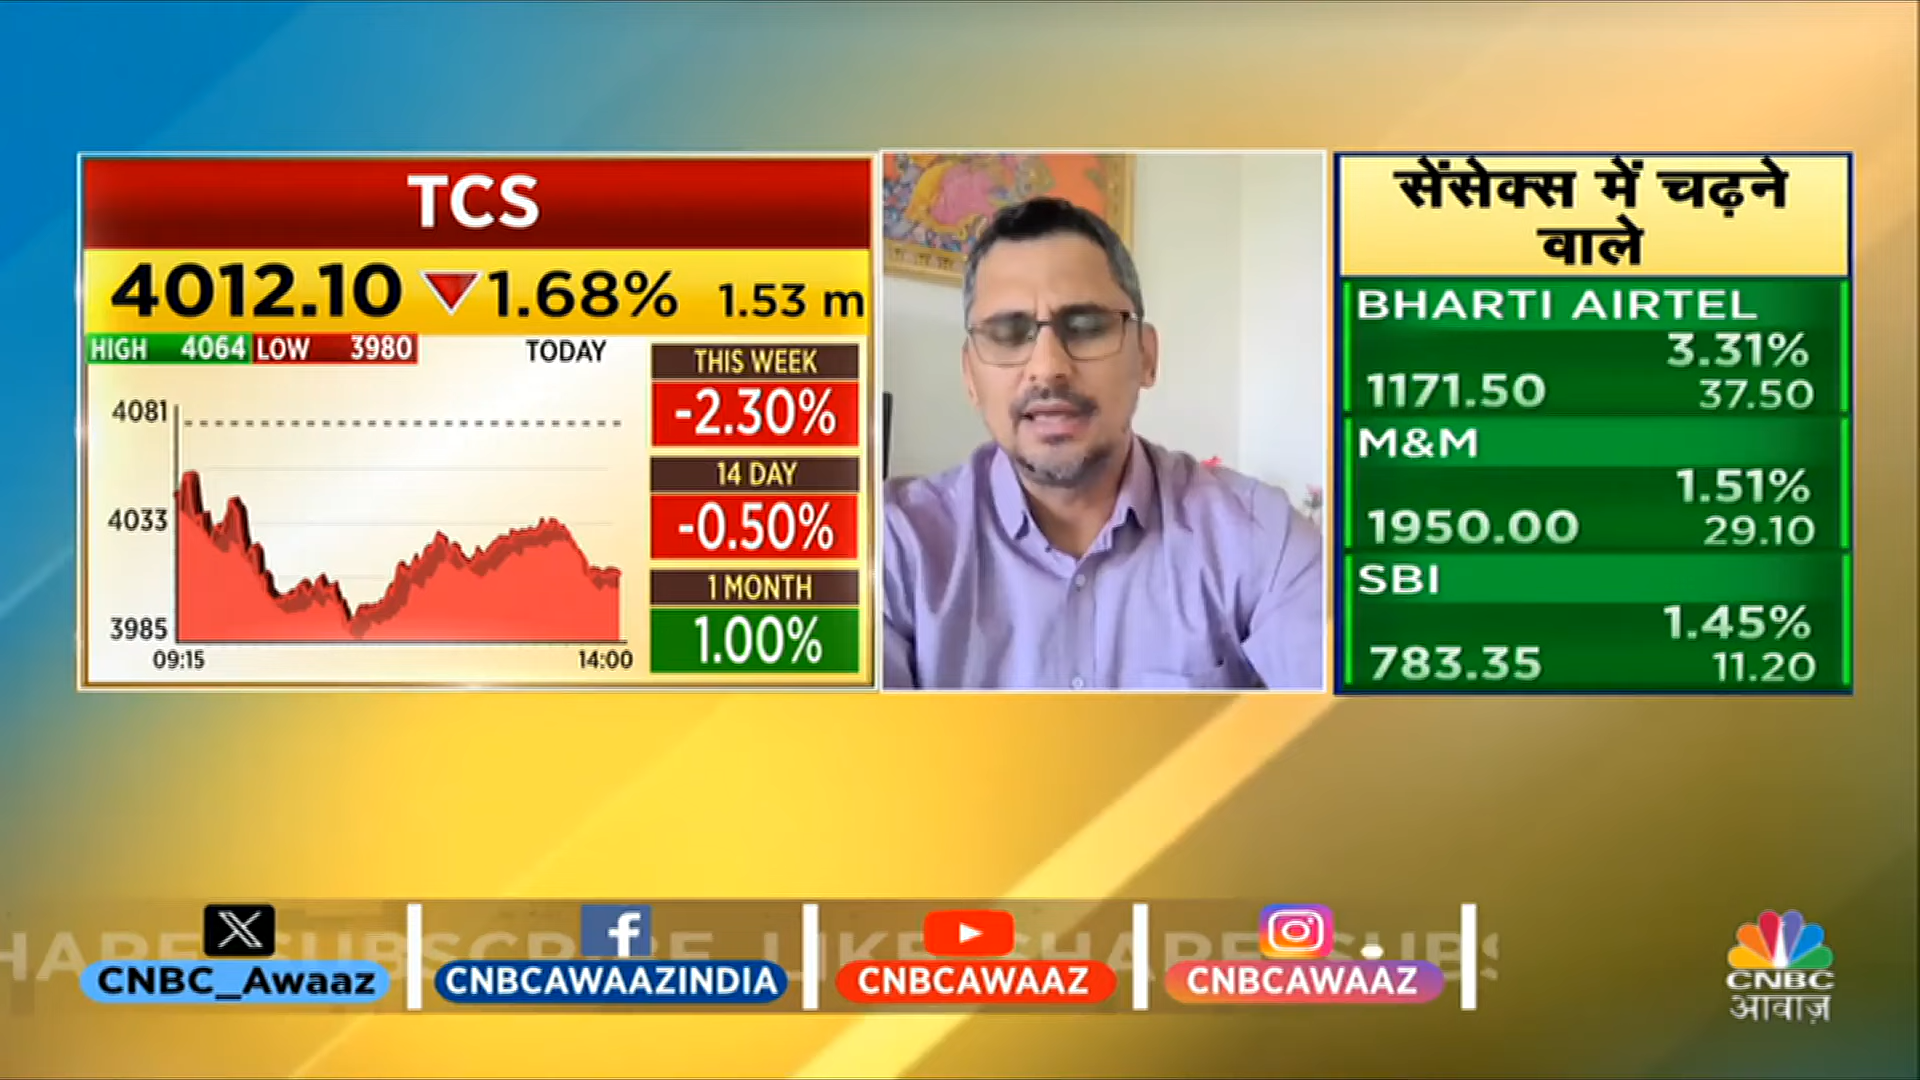 TCS
4012.10 1.68% 1.53 m
HIGH 4064 LOW 3980 TODAY
4081
4033
3985
09:15 14:00
THIS WEEK
-2.30%
14 DAY
-0.50%
1 MONTH
1.00%
सेंसेक्स में चढ़ने
वाले
BHARTI AIRTEL
3.31%
1171.50 37.50
M&M
1.51%
1950.00 29.10
SBI
1.45%
783.35 11.20
CNBC_Awaaz
CNBCAWAAZINDIA
CNBCAWAAZ
CNBCAWAAZ
LIKE SHARE
CNBC
आवाज़